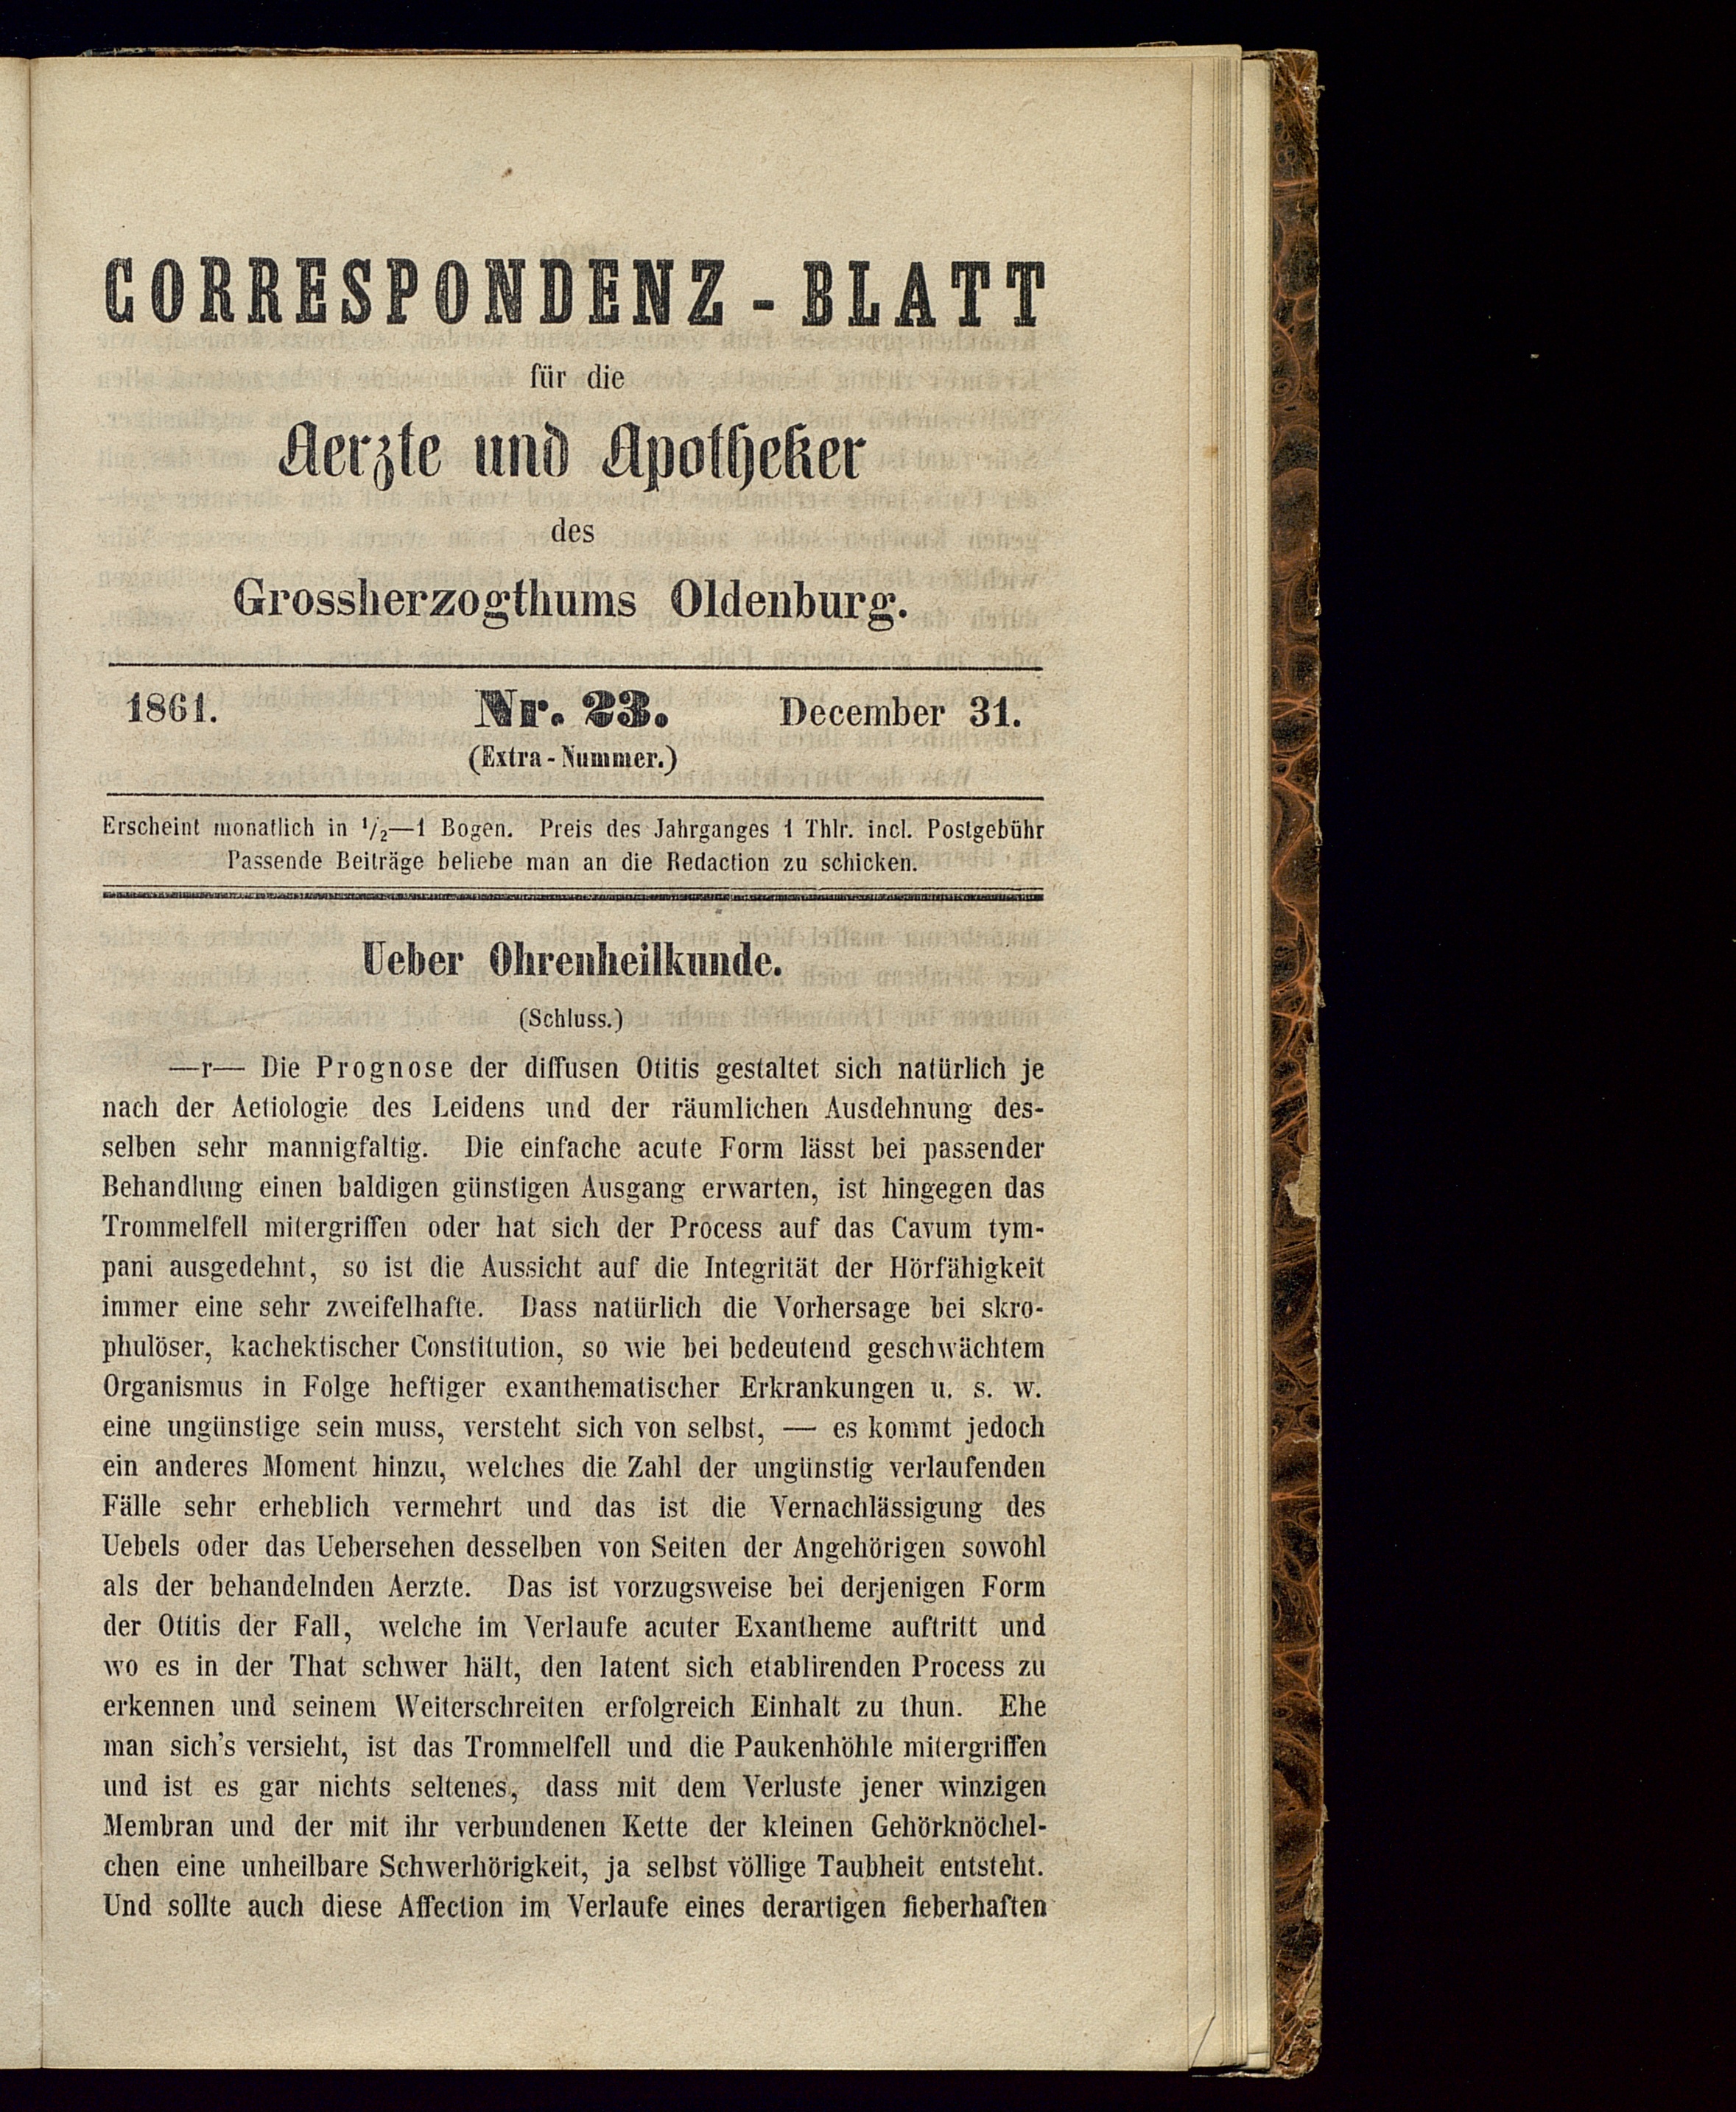 CORRESPONDENZ-BLATT
für die
Aerzte und Apotheker
des
Grossherzogthums Oldenburg.
1861. Nr. 23. December 31.
(Extra-Nummer.)
Erscheint monatlich in 1/2—1 Bogen. Preis des Jahrganges 1 Thlr. incl. Postgebühr
Passende Beiträge beliebe man an die Redaction zu schicken.
Ueber Ohrenheilkunde.
(Schluss.)
—r— Die Prognose der diffusen Otitis gestaltet sich natürlich je
nach der Aetiologie des Leidens und der räumlichen Ausdehnung des-
selben sehr mannigfaltig. Die einfache acute Form lässt bei passender
Behandlung einen baldigen günstigen Ausgang erwarten, ist hingegen das
Trommelfell mitergriffen oder hat sich der Process auf das Cavum tym-
pani ausgedehnt, so ist die Aussicht auf die Integrität der Hörfähigkeit
immer eine sehr zweifelhafte. Dass natürlich die Vorhersage bei skro-
phulöser, kachektischer Constitution, so wie bei bedeutend geschwächtem
Organismus in Folge heftiger exanthematischer Erkrankungen u. s. w.
eine ungünstige sein muss, versteht sich von selbst, — es kommt jedoch
ein anderes Moment hinzu, welches die Zahl der ungünstig verlaufenden
Fälle sehr erheblich vermehrt und das ist die Vernachlässigung des
Uebels oder das Uebersehen desselben von Seiten der Angehörigen sowohl
als der behandelnden Aerzte. Das ist vorzugsweise bei derjenigen Form
der Otitis der Fall, welche im Verlaufe acuter Exantheme auftritt und
wo es in der That schwer hält, den latent sich etablirenden Process zu
erkennen und seinem Weiterschreiten erfolgreich Einhalt zu thun. Ehe
man sich's versieht, ist das Trommelfell und die Paukenhöhle mitergriffen
und ist es gar nichts seltenes, dass mit dem Verluste jener winzigen
Membran und der mit ihr verbundenen Kette der kleinen Gehörknöchel-
chen eine unheilbare Schwerhörigkeit, ja selbst völlige Taubheit entsteht.
Und sollte auch diese Affection im Verlaufe eines derartigen fieberhaften